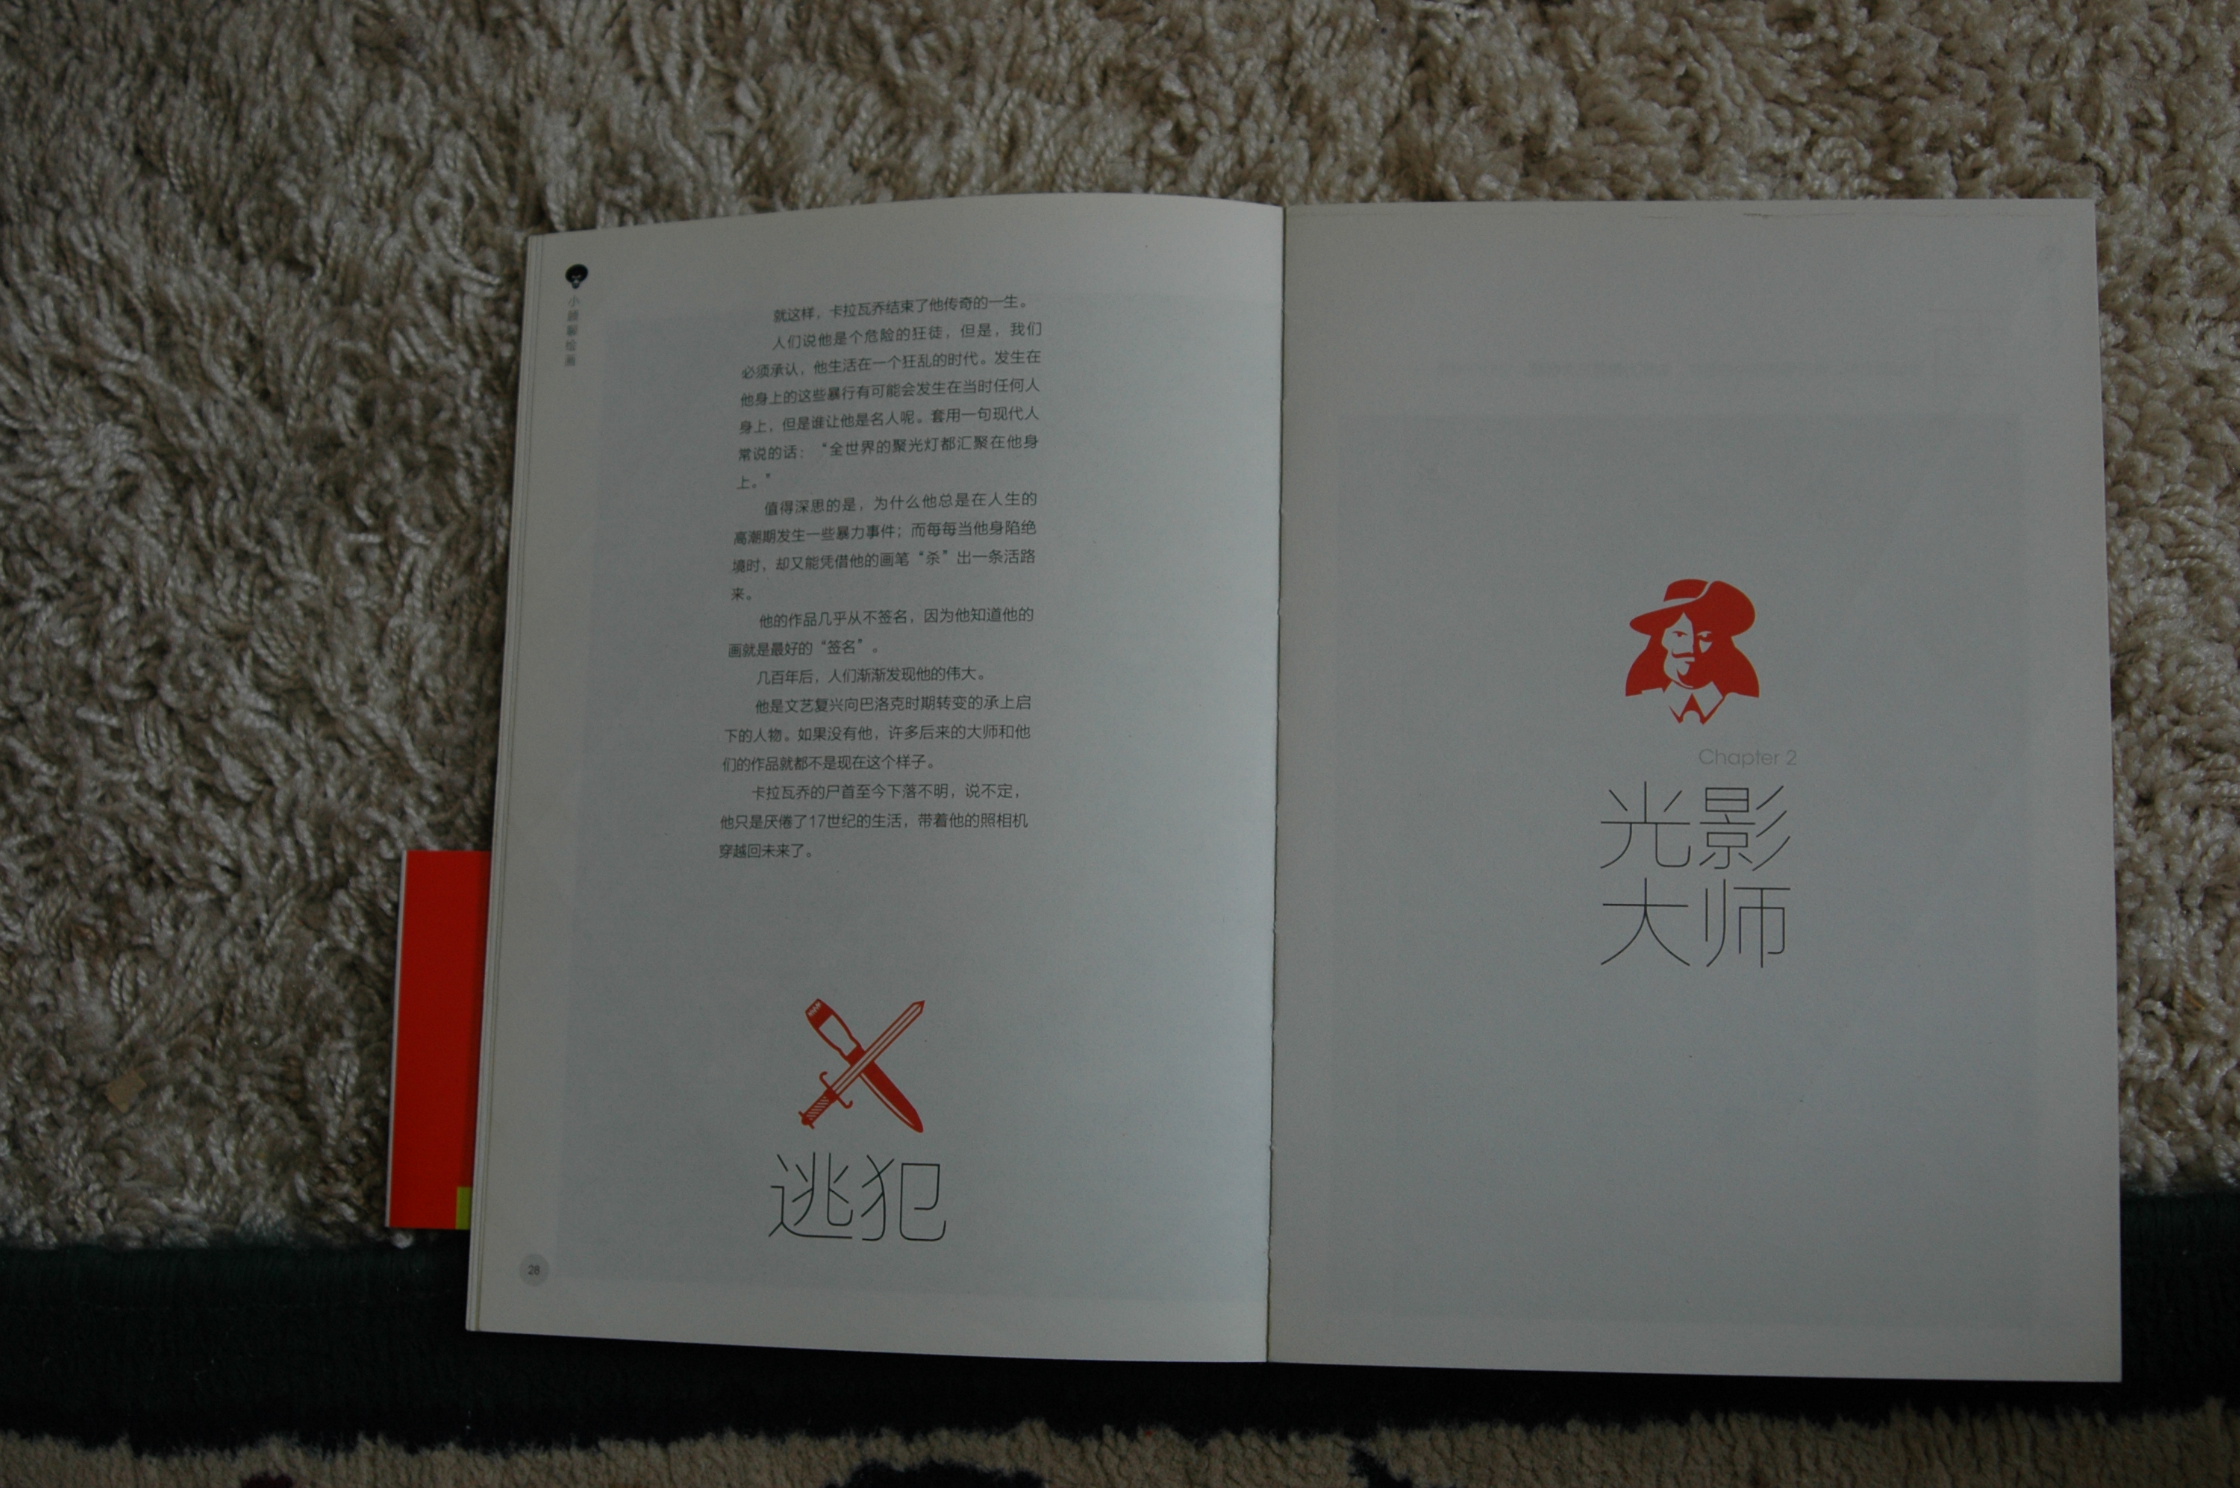 小顾聊绘画
就这样，卡拉瓦乔结束了他传奇的一生。
人们说他是个危险的狂徒，但是，我们
必须承认，他生活在一个狂乱的时代。发生在
他身上的这些暴行有可能会发生在当时任何人
身上，但是谁让他是名人呢。套用一句现代人
常说的话：“全世界的聚光灯都汇聚在他身
上。”
值得深思的是，为什么他总是在人生的
高潮期发生一些暴力事件；而每每当他身陷绝
境时，却又能凭借他的画笔“杀”出一条活路
来。
他的作品几乎从不签名，因为他知道他的
画就是最好的“签名”。
几百年后，人们渐渐发现他的伟大。
他是文艺复兴向巴洛克时期转变的承上启
下的人物。如果没有他，许多后来的大师和他
们的作品就都不是现在这个样子。
卡拉瓦乔的尸首至今下落不明，说不定，
他只是厌倦了17世纪的生活，带着他的照相机
穿越回未来了。
逃犯
28
Chapter 2
光影
大师